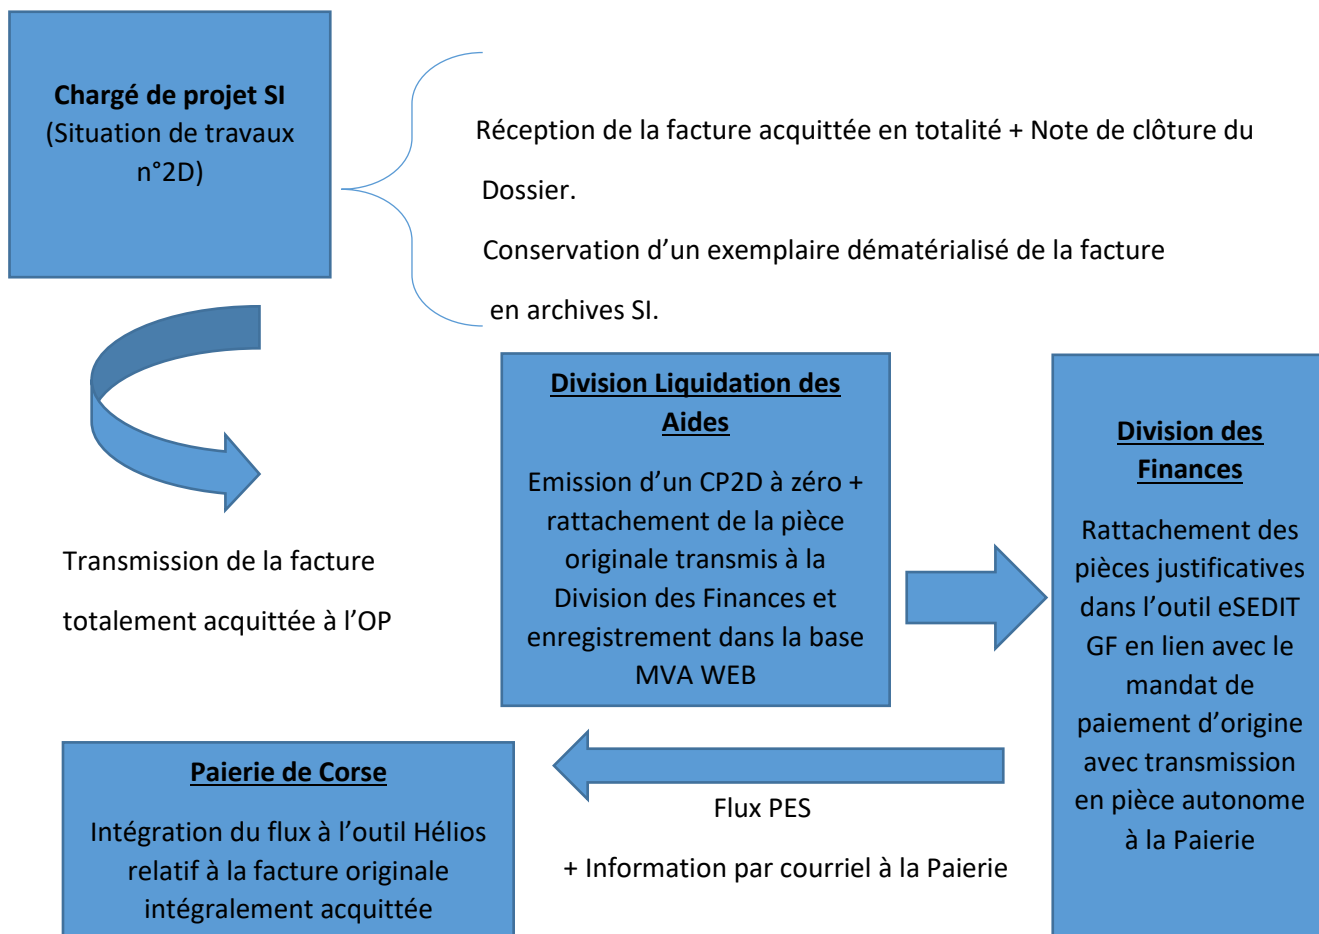 Chargé de projet SI
(Situation de travaux
n°2D)
Réception de la facture acquittée en totalité + Note de clôture du
Dossier.
Conservation d'un exemplaire dématérialisé de la facture
en archives SI.
Transmission de la facture
totalement acquittée à l'OP
Division Liquidation des
Aides
Emission d'un CP2D à zéro +
rattachement de la pièce
originale transmis à la
Division des Finances et
enregistrement dans la base
MVA WEB
Division des
Finances
Rattachement des
pièces justificatives
dans l'outil eSEDIT
GF en lien avec le
mandat de
paiement d'origine
avec transmission
en pièce autonome
à la Paierie
Flux PES
+ Information par courriel à la Paierie
Paierie de Corse
Intégration du flux à l'outil Hélios
relatif à la facture originale
intégralement acquittée